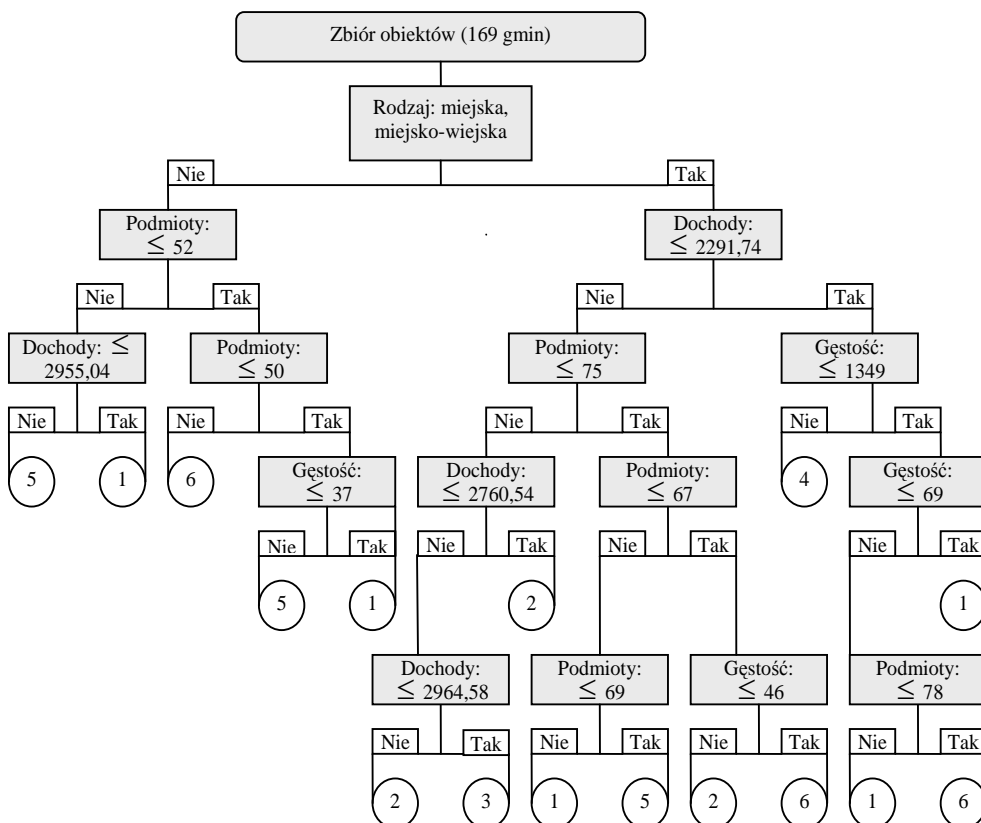 Zbiór obiektów (169 gmin)
Rodzaj: miejska,
miejsko-wiejska
Nie
Tak
Podmioty:
≤ 52
Dochody:
≤ 2291,74
Nie
Tak
Nie
Tak
Dochody: ≤
2955,04
Podmioty:
≤ 50
Podmioty:
≤ 75
Gęstość:
≤ 1349
Nie
Tak
Nie
Tak
Nie
Tak
Nie
Tak
5
1
6
Gęstość:
≤ 37
Dochody:
≤ 2760,54
Podmioty:
≤ 67
4
Gęstość:
≤ 69
Nie
Tak
Nie
Tak
Nie
Tak
Nie
Tak
5
1
2
1
Dochody:
≤ 2964,58
Podmioty:
≤ 69
Gęstość:
≤ 46
Podmioty:
≤ 78
Nie
Tak
Nie
Tak
Nie
Tak
Nie
Tak
2
3
1
5
2
6
1
6